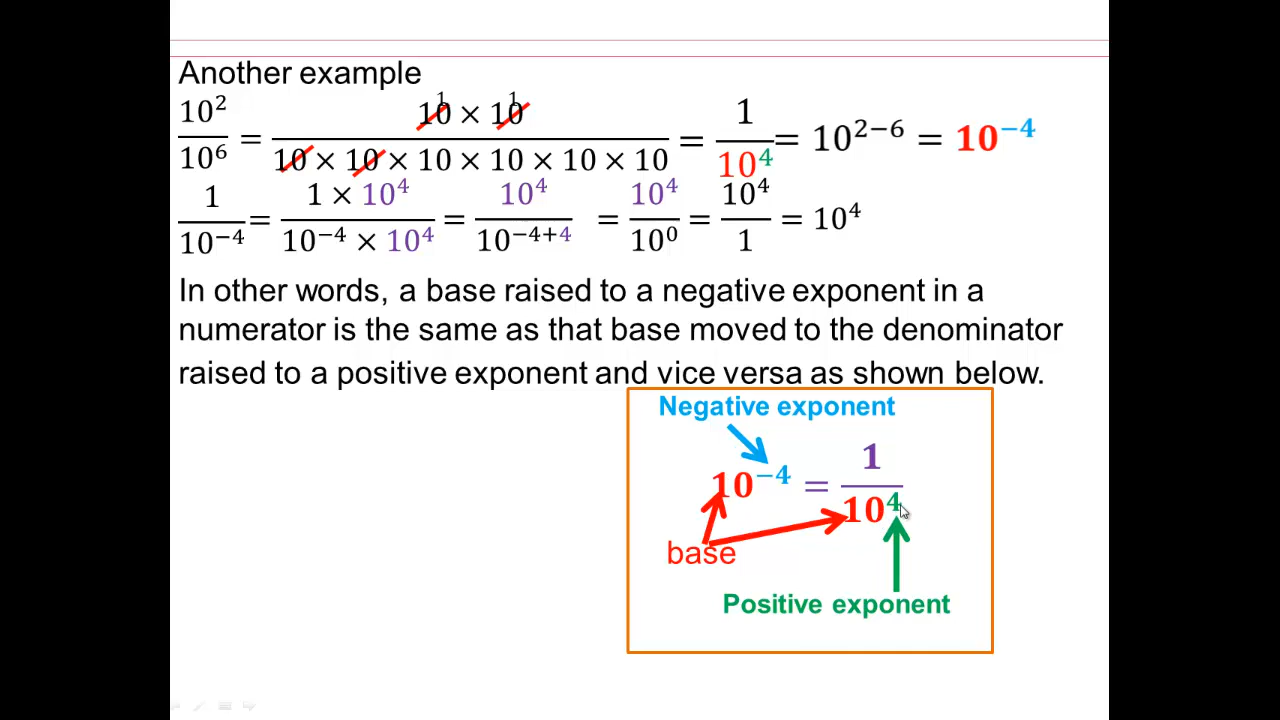 Another example
10²/10⁶ = (10 × 10)/(10 × 10 × 10 × 10 × 10 × 10) = 1/10⁴ = 10²⁻⁶ = 10⁻⁴
1 1
1/10⁻⁴ = (1 × 10⁴)/(10⁻⁴ × 10⁴) = 10⁴/10⁻⁴⁺⁴ = 10⁴/10⁰ = 10⁴/1 = 10⁴
In other words, a base raised to a negative exponent in a
numerator is the same as that base moved to the denominator
raised to a positive exponent and vice versa as shown below.
Negative exponent
10⁻⁴ = 1/10⁴
base
Positive exponent